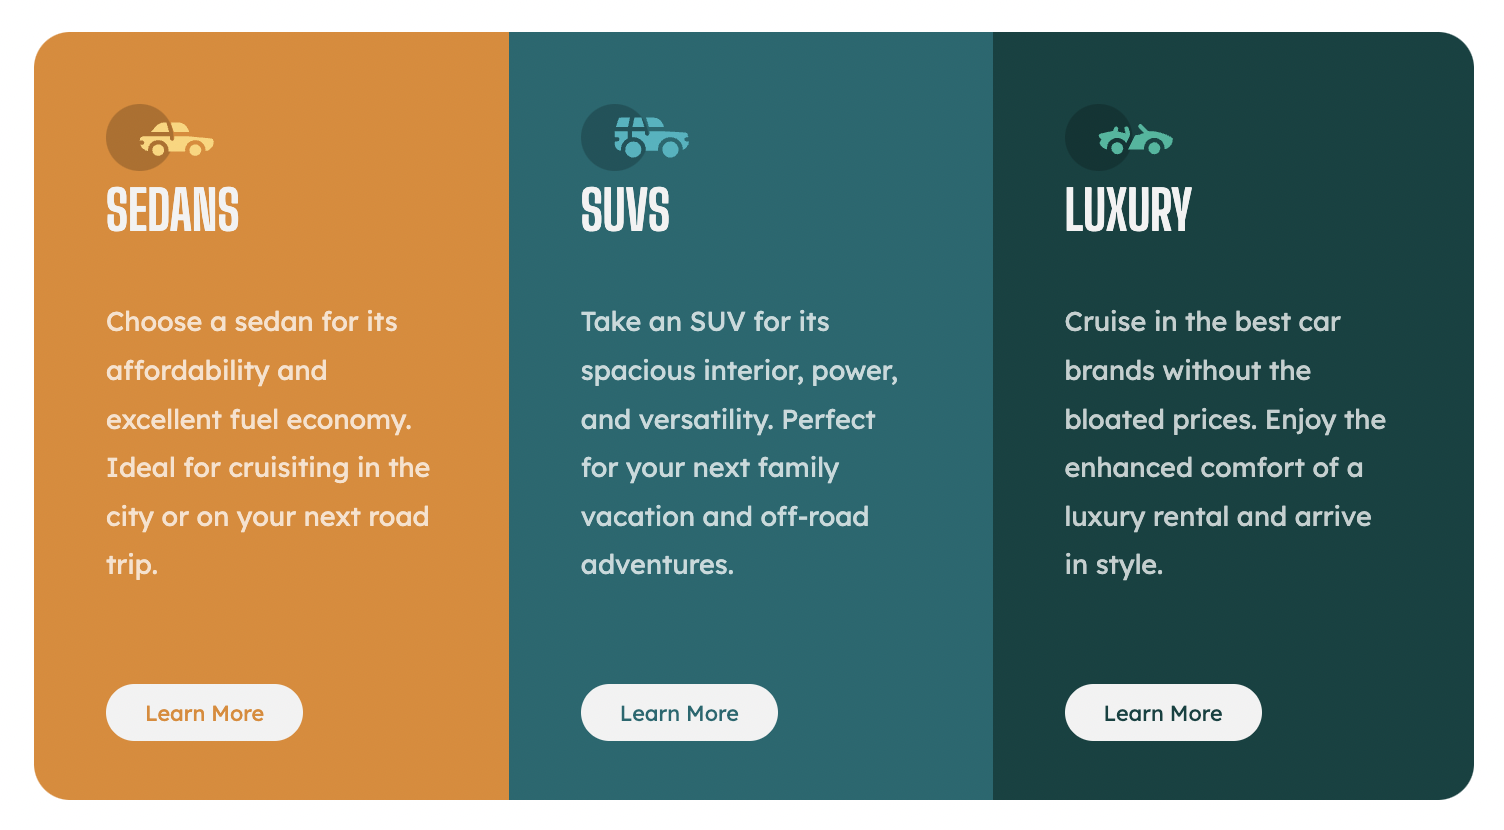 SEDANS
Choose a sedan for its
affordability and
excellent fuel economy.
Ideal for cruisiting in the
city or on your next road
trip.
Learn More
SUVS
Take an SUV for its
spacious interior, power,
and versatility. Perfect
for your next family
vacation and off-road
adventures.
Learn More
LUXURY
Cruise in the best car
brands without the
bloated prices. Enjoy the
enhanced comfort of a
luxury rental and arrive
in style.
Learn More